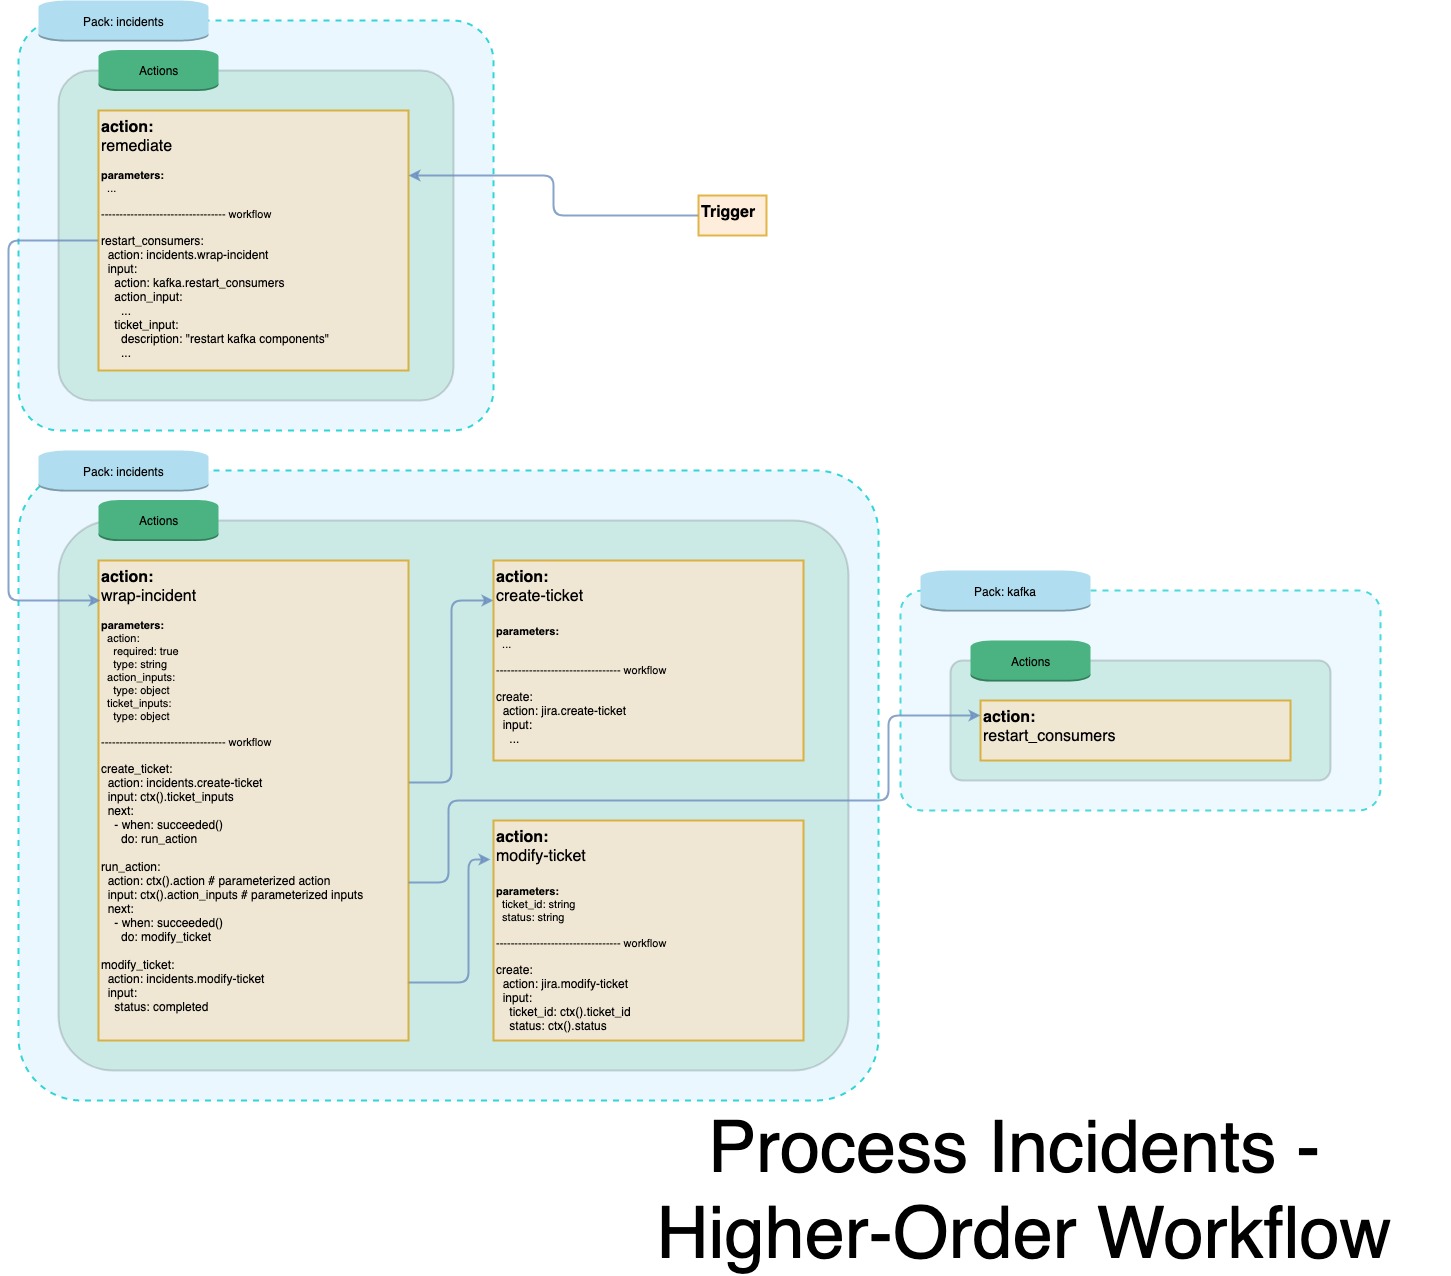 Pack: incidents
Actions
action:
remediate
parameters:
...
---------------------------------- workflow
restart_consumers:
action: incidents.wrap-incident
input:
action: kafka.restart_consumers
action_input:
...
ticket_input:
description: "restart kafka components"
...
Trigger
Pack: incidents
Actions
action:
wrap-incident
parameters:
action:
required: true
type: string
action_inputs:
type: object
ticket_inputs:
type: object
---------------------------------- workflow
create_ticket:
action: incidents.create-ticket
input: ctx().ticket_inputs
next:
- when: succeeded()
do: run_action
run_action:
action: ctx().action # parameterized action
input: ctx().action_inputs # parameterized inputs
next:
- when: succeeded()
do: modify_ticket
modify_ticket:
action: incidents.modify-ticket
input:
status: completed
action:
create-ticket
parameters:
...
---------------------------------- workflow
create:
action: jira.create-ticket
input:
...
action:
modify-ticket
parameters:
ticket_id: string
status: string
---------------------------------- workflow
create:
action: jira.modify-ticket
input:
ticket_id: ctx().ticket_id
status: ctx().status
Pack: kafka
Actions
action:
restart_consumers
Process Incidents -
Higher-Order Workflow